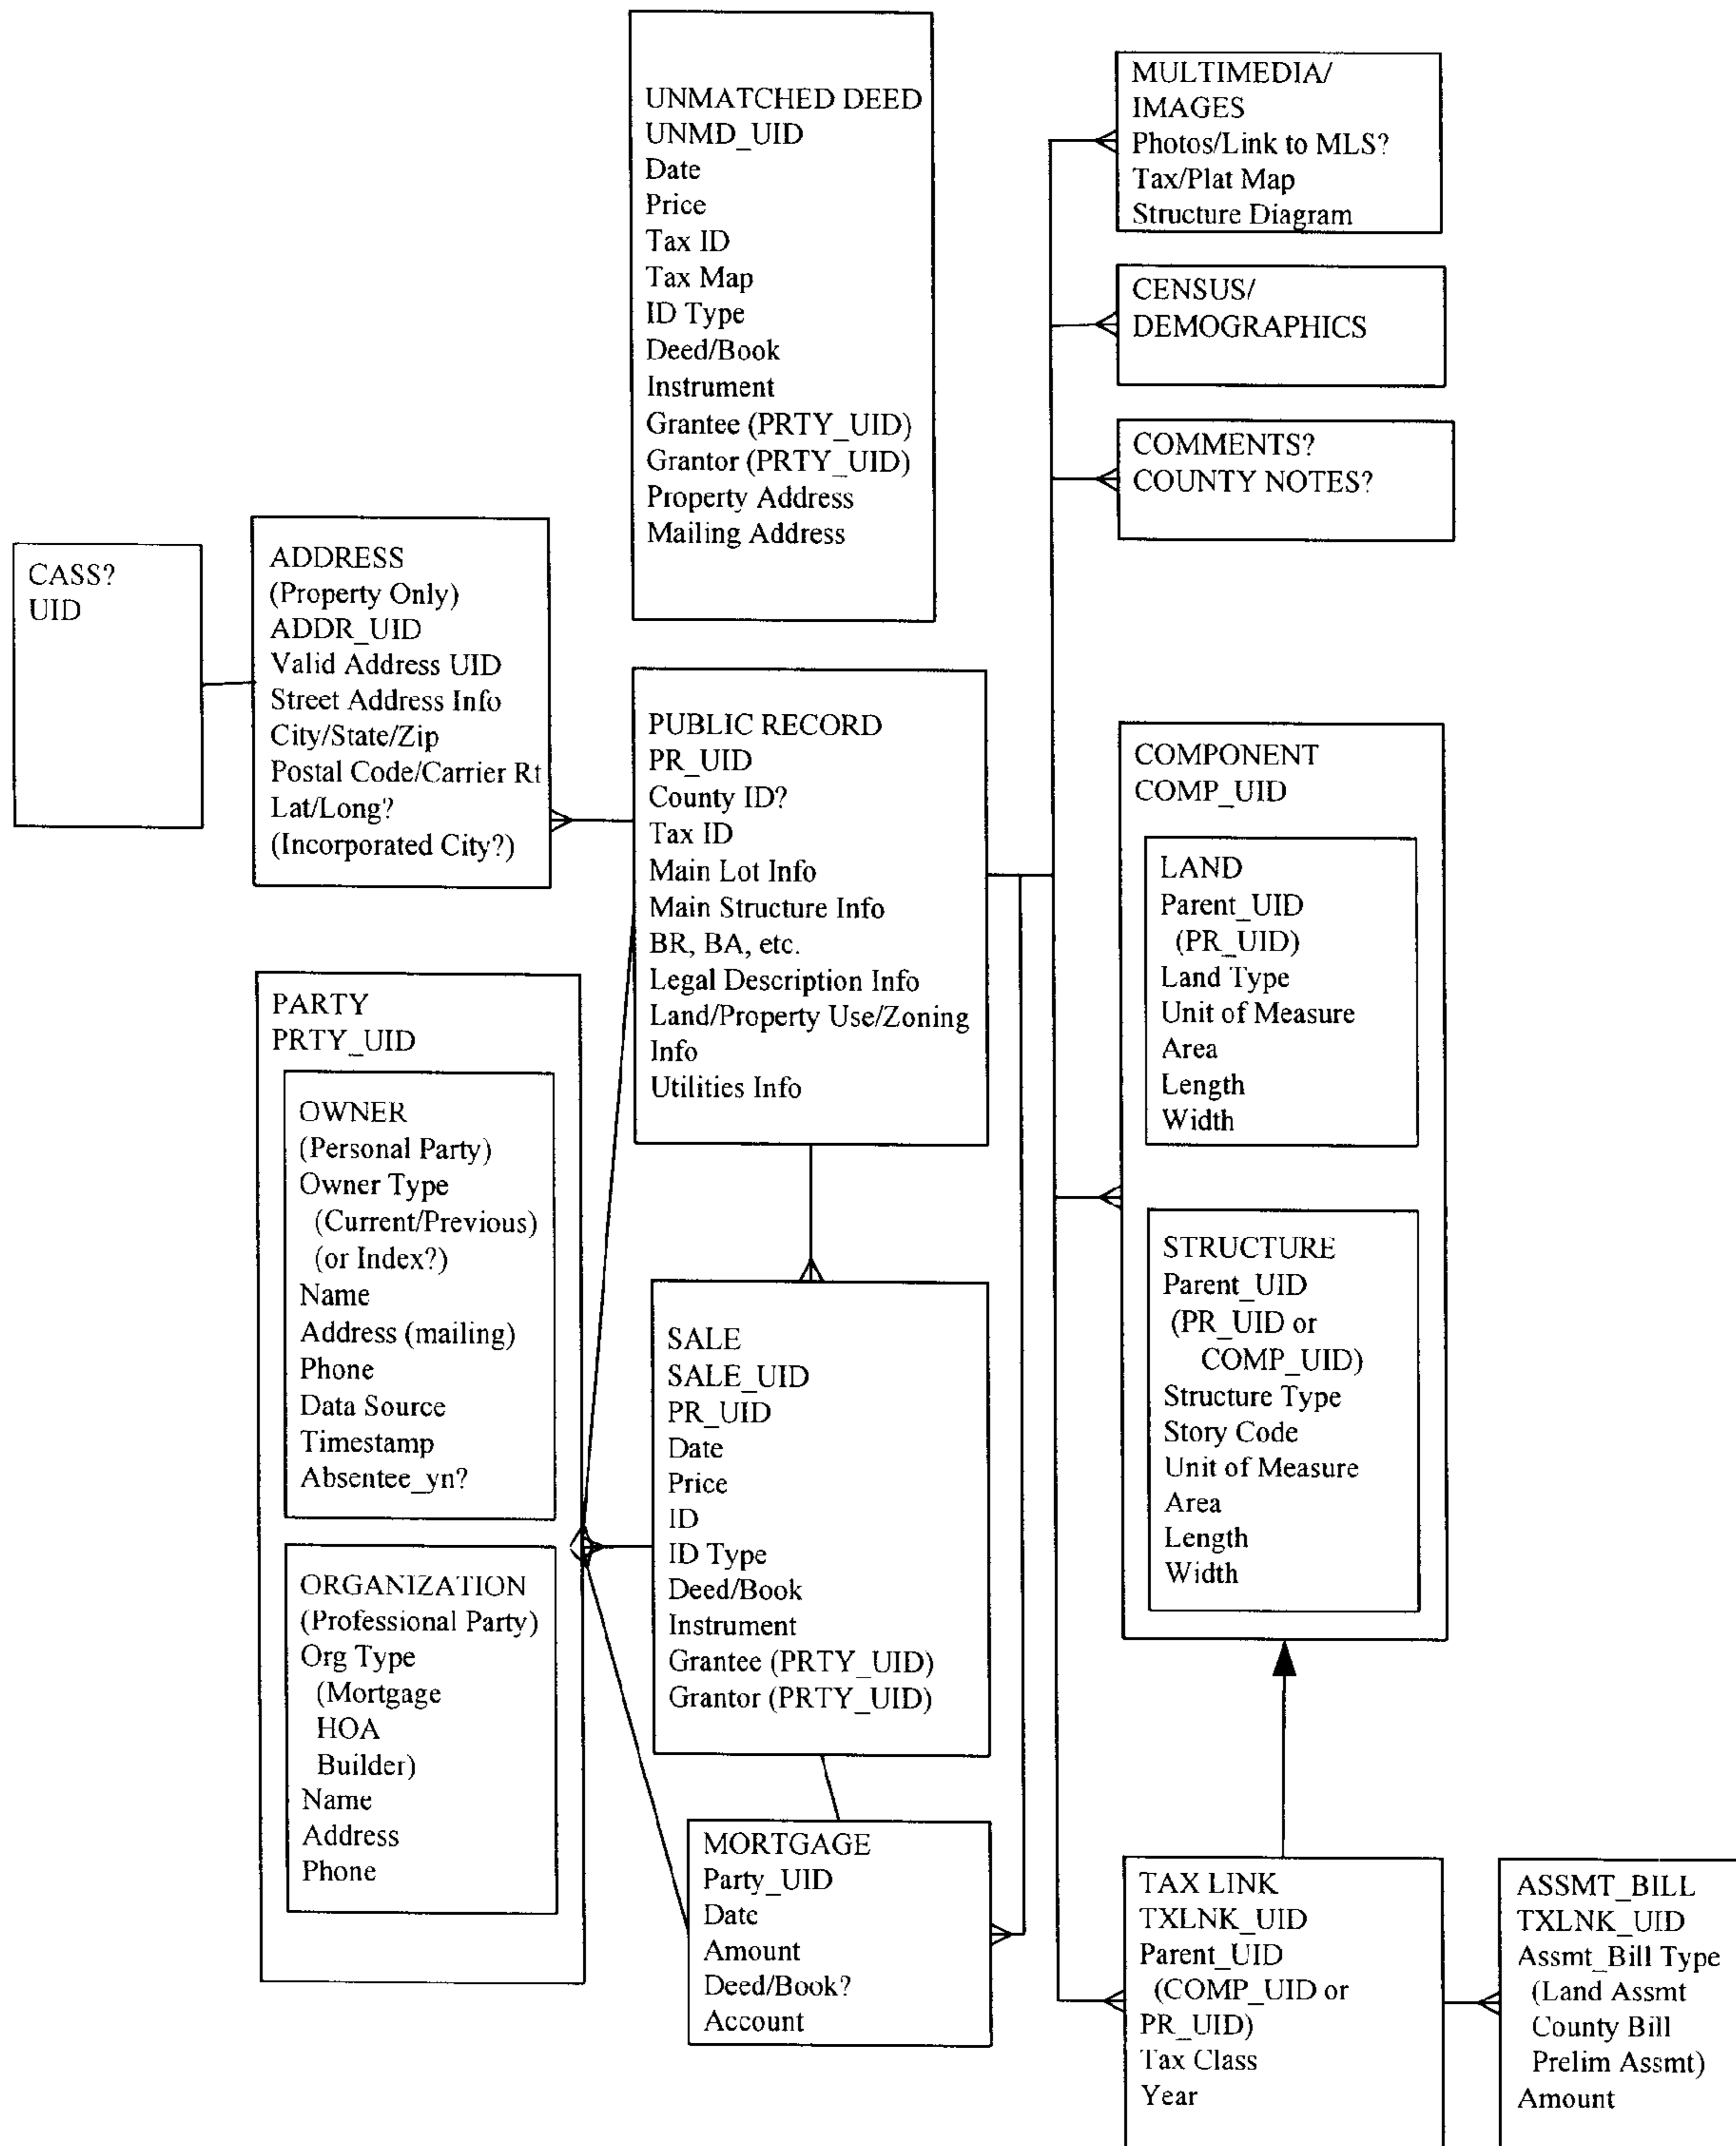 UNMATCHED DEED
UNMD_UID
Date
Price
Tax ID
Tax Map
ID Type
Deed/Book
Instrument
Grantee (PRTY_UID)
Grantor (PRTY_UID)
Property Address
Mailing Address
MULTIMEDIA/
IMAGES
Photos/Link to MLS?
Tax/Plat Map
Structure Diagram
CENSUS/
DEMOGRAPHICS
COMMENTS?
COUNTY NOTES?
CASS?
UID
ADDRESS
(Property Only)
ADDR_UID
Valid Address UID
Street Address Info
City/State/Zip
Postal Code/Carrier Rt
Lat/Long?
(Incorporated City?)
PUBLIC RECORD
PR_UID
County ID?
Tax ID
Main Lot Info
Main Structure Info
BR, BA, etc.
Legal Description Info
Land/Property Use/Zoning
Info
Utilities Info
COMPONENT
COMP_UID
LAND
Parent_UID
(PR_UID)
Land Type
Unit of Measure
Area
Length
Width
STRUCTURE
Parent_UID
(PR_UID or
COMP_UID)
Structure Type
Story Code
Unit of Measure
Area
Length
Width
PARTY
PRTY_UID
OWNER
(Personal Party)
Owner Type
(Current/Previous)
(or Index?)
Name
Address (mailing)
Phone
Data Source
Timestamp
Absentee_yn?
ORGANIZATION
(Professional Party)
Org Type
(Mortgage
HOA
Builder)
Name
Address
Phone
SALE
SALE_UID
PR_UID
Date
Price
ID
ID Type
Deed/Book
Instrument
Grantee (PRTY_UID)
Grantor (PRTY_UID)
MORTGAGE
Party_UID
Date
Amount
Deed/Book?
Account
TAX LINK
TXLNK_UID
Parent_UID
(COMP_UID or
PR_UID)
Tax Class
Year
ASSMT_BILL
TXLNK_UID
Assmt_Bill Type
(Land Assmt
County Bill
Prelim Assmt)
Amount